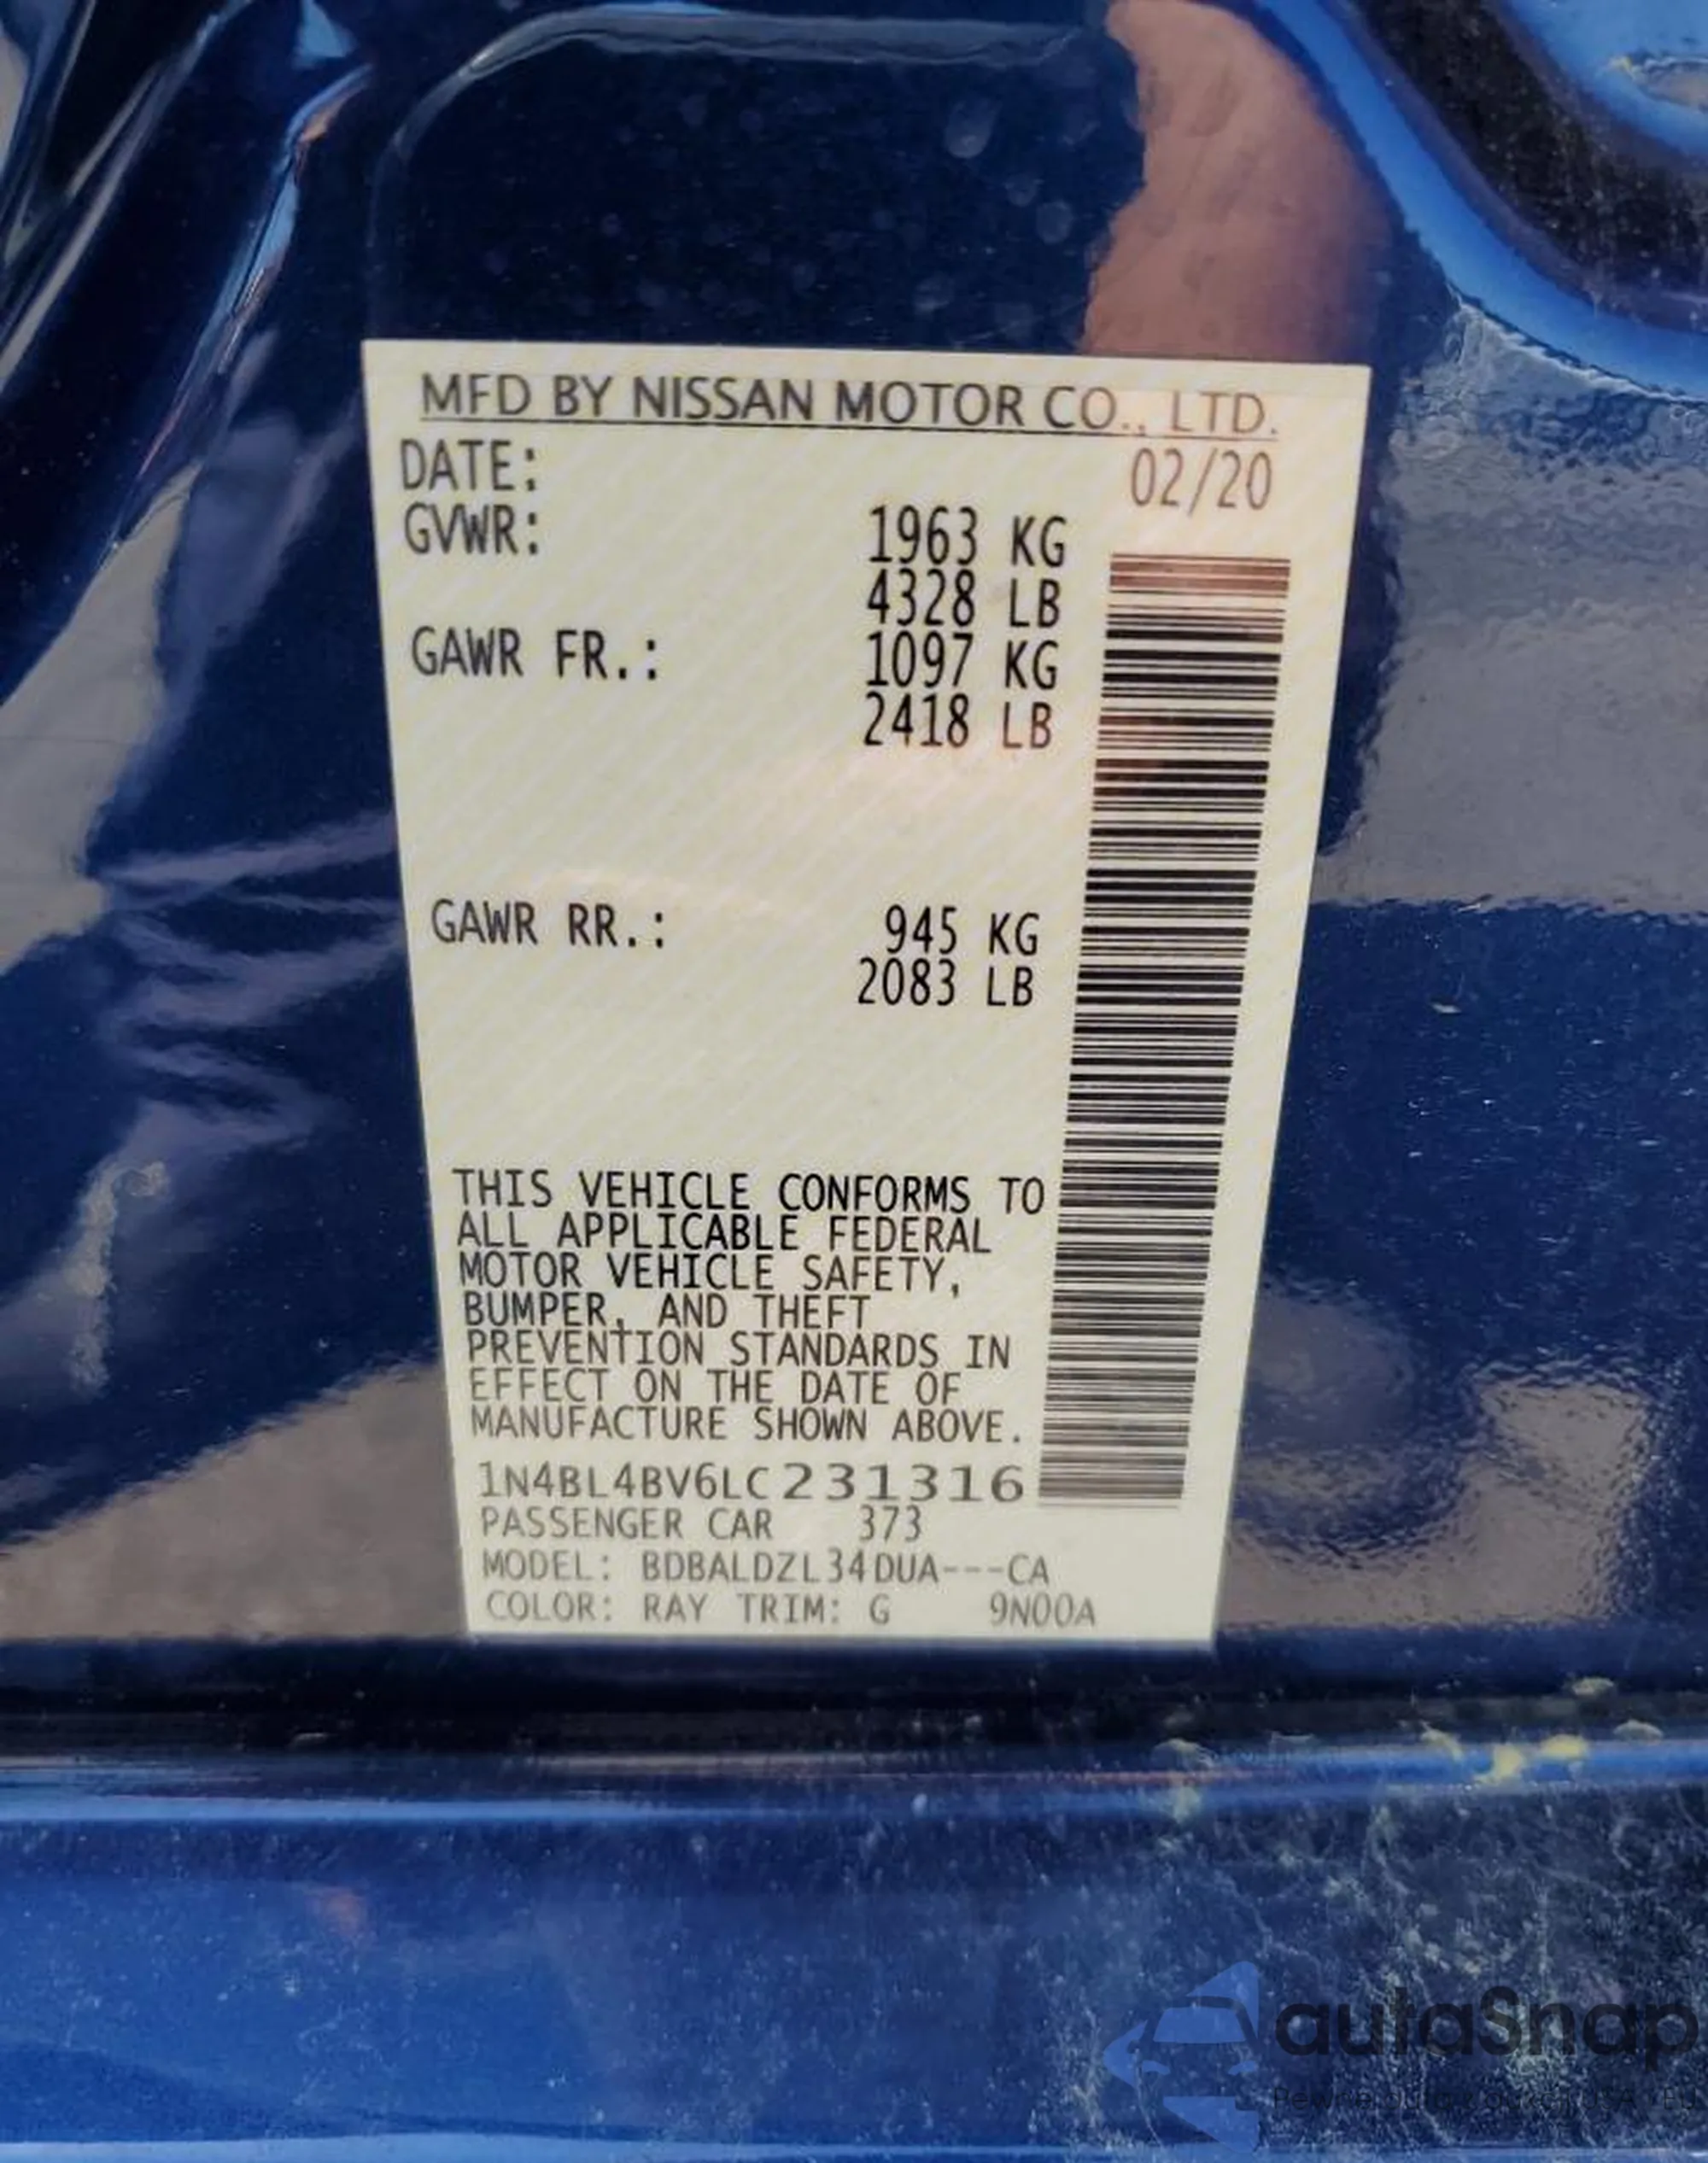 MFD BY NISSAN MOTOR CO., LTD.
DATE: 02/20
GVWR: 1963 KG
4328 LB
GAWR FR.: 1097 KG
2418 LB
GAWR RR.: 945 KG
2083 LB
THIS VEHICLE CONFORMS TO
ALL APPLICABLE FEDERAL
MOTOR VEHICLE SAFETY,
BUMPER, AND THEFT
PREVENTION STANDARDS IN
EFFECT ON THE DATE OF
MANUFACTURE SHOWN ABOVE.
1N4BL4BV6LC231316
PASSENGER CAR 373
MODEL: BDBALDZL34DUA---CA
COLOR: RAY TRIM: G 9N00A
autaSnap